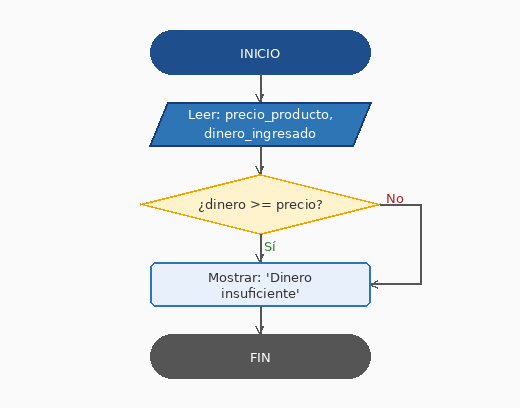 INICIO
Leer: precio_producto,
dinero_ingresado
¿dinero >= precio?
No
Sí
Mostrar: 'Dinero
insuficiente'
FIN